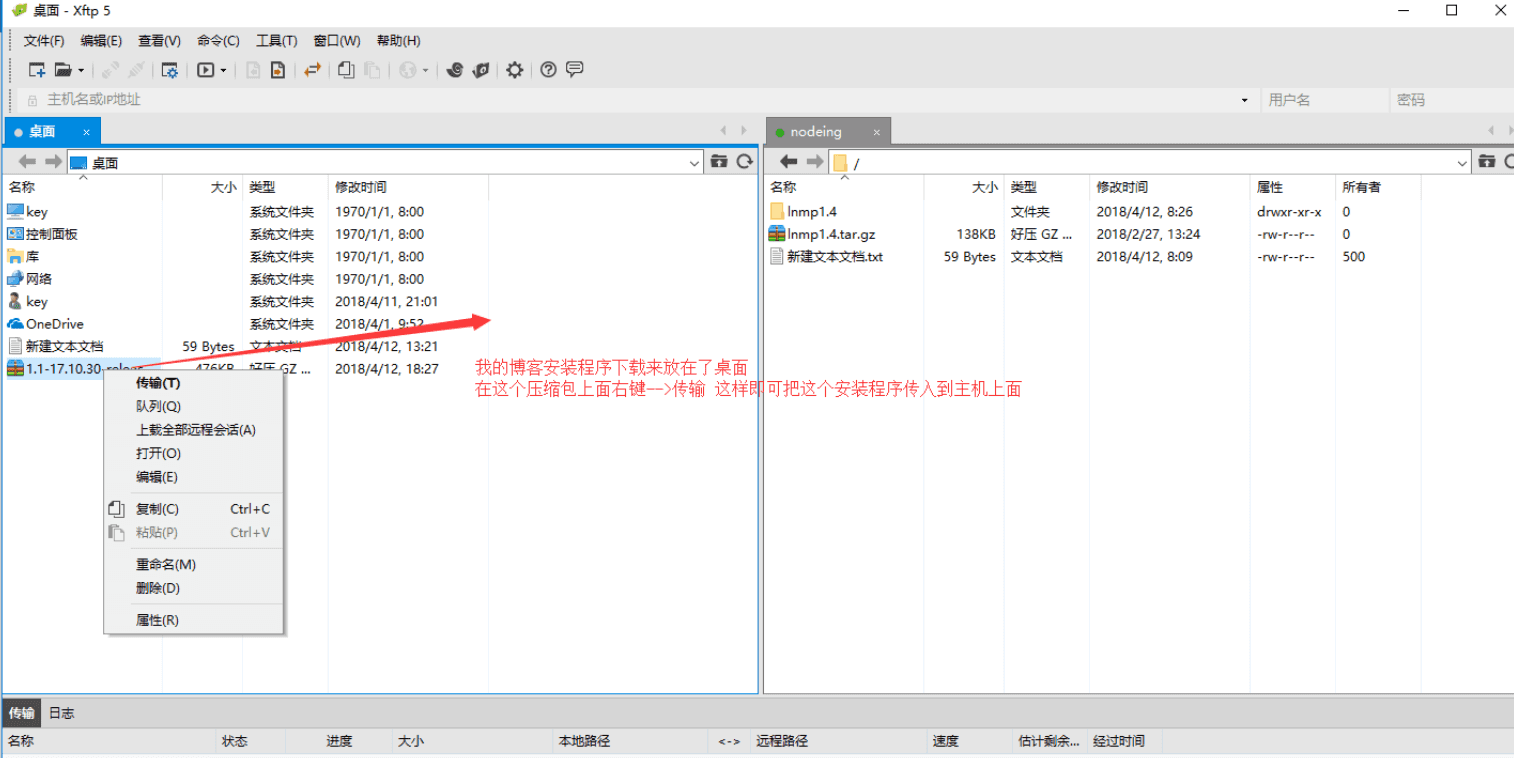 桌面 - Xftp 5
文件(F) 编辑(E) 查看(V) 命令(C) 工具(T) 窗口(W) 帮助(H)
主机名或IP地址 用户名 密码
桌面 ×
桌面
名称 大小 类型 修改时间
key 系统文件夹 1970/1/1, 8:00
控制面板 系统文件夹 1970/1/1, 8:00
库 系统文件夹 1970/1/1, 8:00
网络 系统文件夹 1970/1/1, 8:00
key 系统文件夹 2018/4/11, 21:01
OneDrive 系统文件夹 2018/4/1, 9:52
新建文本文档 59 Bytes 文本文档 2018/4/12, 13:21
1.1-17.10.30-release 476KB 好压 GZ ... 2018/4/12, 18:27
传输(T)
队列(Q)
上载全部远程会话(A)
打开(O)
编辑(E)
复制(C) Ctrl+C
粘贴(P) Ctrl+V
重命名(M)
删除(D)
属性(R)
nodeing ×
/
名称 大小 类型 修改时间 属性 所有者
lnmp1.4 文件夹 2018/4/12, 8:26 drwxr-xr-x 0
lnmp1.4.tar.gz 138KB 好压 GZ ... 2018/2/27, 13:24 -rw-r--r-- 0
新建文本文档.txt 59 Bytes 文本文档 2018/4/12, 8:09 -rw-r--r-- 500
我的博客安装程序下载来放在了桌面
在这个压缩包上面右键-->传输 这样即可把这个安装程序传入到主机上面
传输 日志
名称 状态 进度 大小 本地路径 <-> 远程路径 速度 估计剩余... 经过时间